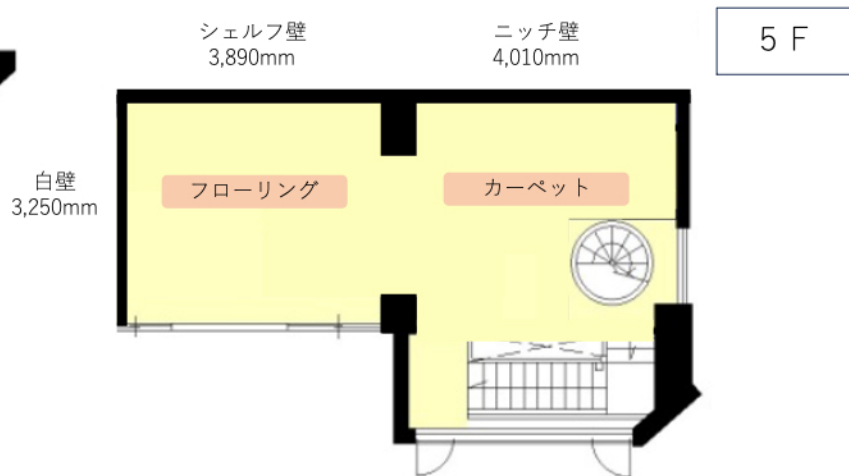 シェルフ壁
3,890mm
ニッチ壁
4,010mm
5 F
白壁
3,250mm
フローリング
カーペット